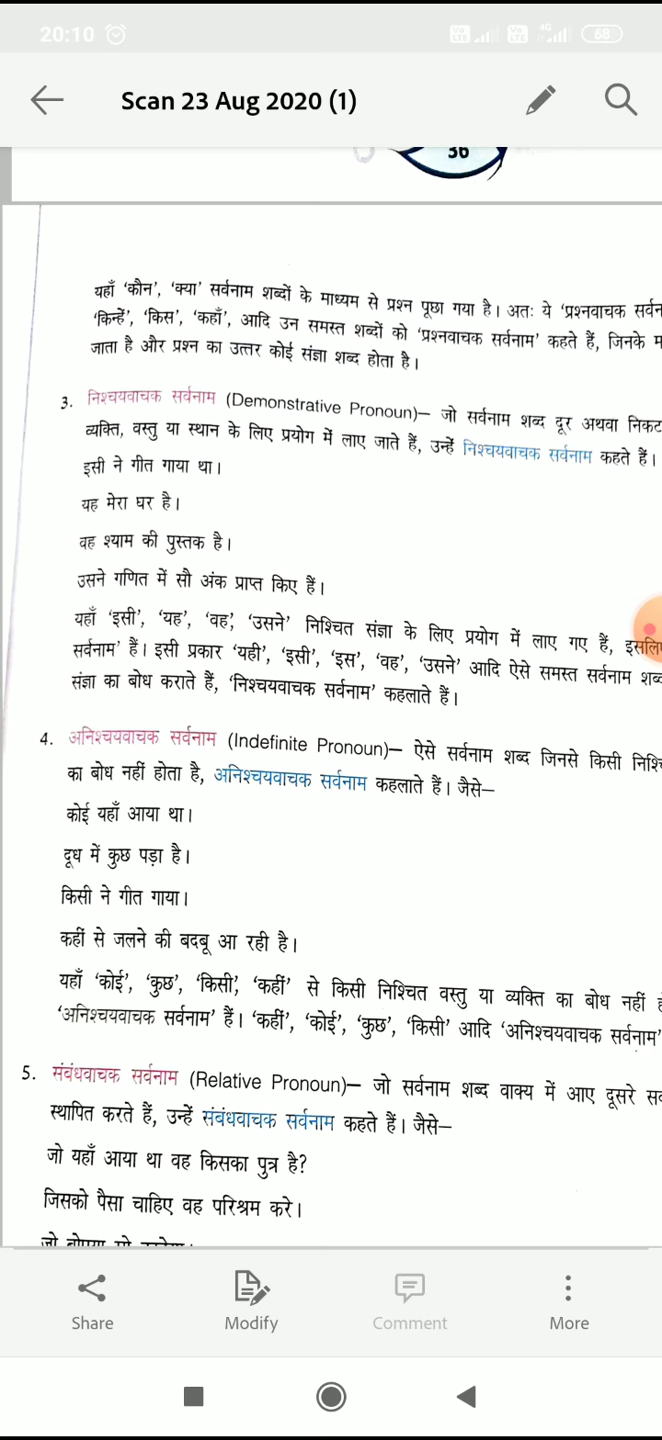 20:10
4G
68
Scan 23 Aug 2020 (1)
36
यहाँ ‘कौन’, ‘क्या’ सर्वनाम शब्दों के माध्यम से प्रश्न पूछा गया है। अतः ये ‘प्रश्नवाचक सर्वन
‘किन्हें’, ‘किस’, ‘कहाँ’, आदि उन समस्त शब्दों को ‘प्रश्नवाचक सर्वनाम’ कहते हैं, जिनके म
जाता है और प्रश्न का उत्तर कोई संज्ञा शब्द होता है।
3. निश्चयवाचक सर्वनाम (Demonstrative Pronoun)– जो सर्वनाम शब्द दूर अथवा निकट
व्यक्ति, वस्तु या स्थान के लिए प्रयोग में लाए जाते हैं, उन्हें निश्चयवाचक सर्वनाम कहते हैं।
इसी ने गीत गाया था।
यह मेरा घर है।
वह श्याम की पुस्तक है।
उसने गणित में सौ अंक प्राप्त किए हैं।
यहाँ ‘इसी’, ‘यह’, ‘वह’, ‘उसने’ निश्चित संज्ञा के लिए प्रयोग में लाए गए हैं, इसलि
सर्वनाम’ हैं। इसी प्रकार ‘यही’, ‘इसी’, ‘इस’, ‘वह’, ‘उसने’ आदि ऐसे समस्त सर्वनाम शब्द
संज्ञा का बोध कराते हैं, ‘निश्चयवाचक सर्वनाम’ कहलाते हैं।
4. अनिश्चयवाचक सर्वनाम (Indefinite Pronoun)– ऐसे सर्वनाम शब्द जिनसे किसी निश्चि
का बोध नहीं होता है, अनिश्चयवाचक सर्वनाम कहलाते हैं। जैसे–
कोई यहाँ आया था।
दूध में कुछ पड़ा है।
किसी ने गीत गाया।
कहीं से जलने की बदबू आ रही है।
यहाँ ‘कोई’, ‘कुछ’, ‘किसी’, ‘कहीं’ से किसी निश्चित वस्तु या व्यक्ति का बोध नहीं ह
‘अनिश्चयवाचक सर्वनाम’ हैं। ‘कहीं’, ‘कोई’, ‘कुछ’, ‘किसी’ आदि ‘अनिश्चयवाचक सर्वनाम’
5. संबंधवाचक सर्वनाम (Relative Pronoun)– जो सर्वनाम शब्द वाक्य में आए दूसरे सर्व
स्थापित करते हैं, उन्हें संबंधवाचक सर्वनाम कहते हैं। जैसे–
जो यहाँ आया था वह किसका पुत्र है?
जिसको पैसा चाहिए वह परिश्रम करे।
Share
Modify
Comment
More